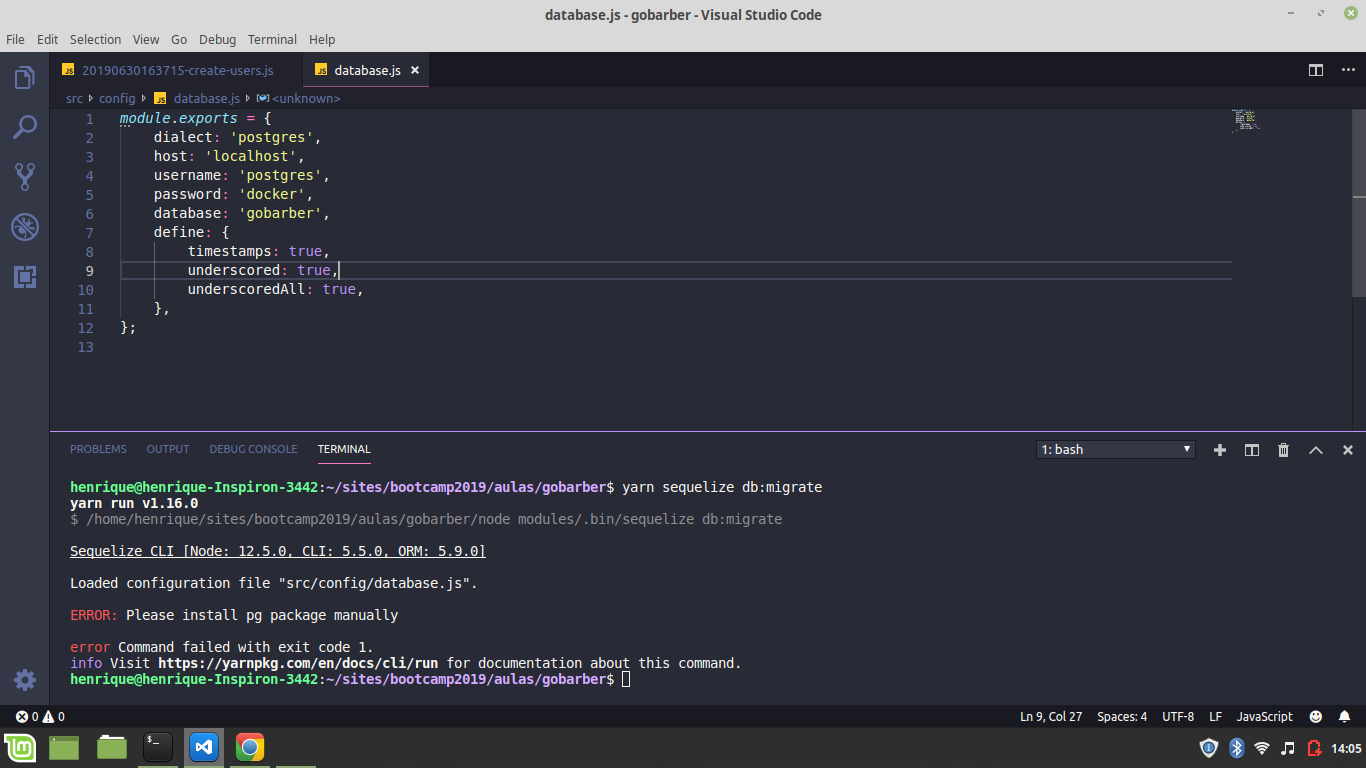 database.js - gobarber - Visual Studio Code
File Edit Selection View Go Debug Terminal Help
JS 20190630163715-create-users.js JS database.js
src config JS database.js <unknown>
1 module.exports = {
2 dialect: 'postgres',
3 host: 'localhost',
4 username: 'postgres',
5 password: 'docker',
6 database: 'gobarber',
7 define: {
8 timestamps: true,
9 underscored: true,
10 underscoredAll: true,
11 },
12 };
13
PROBLEMS OUTPUT DEBUG CONSOLE TERMINAL 1: bash
henrique@henrique-Inspiron-3442:~/sites/bootcamp2019/aulas/gobarber$ yarn sequelize db:migrate
yarn run v1.16.0
$ /home/henrique/sites/bootcamp2019/aulas/gobarber/node modules/.bin/sequelize db:migrate
Sequelize CLI [Node: 12.5.0, CLI: 5.5.0, ORM: 5.9.0]
Loaded configuration file "src/config/database.js".
ERROR: Please install pg package manually
error Command failed with exit code 1.
info Visit https://yarnpkg.com/en/docs/cli/run for documentation about this command.
henrique@henrique-Inspiron-3442:~/sites/bootcamp2019/aulas/gobarber$
0 0 Ln 9, Col 27 Spaces: 4 UTF-8 LF JavaScript
14:05